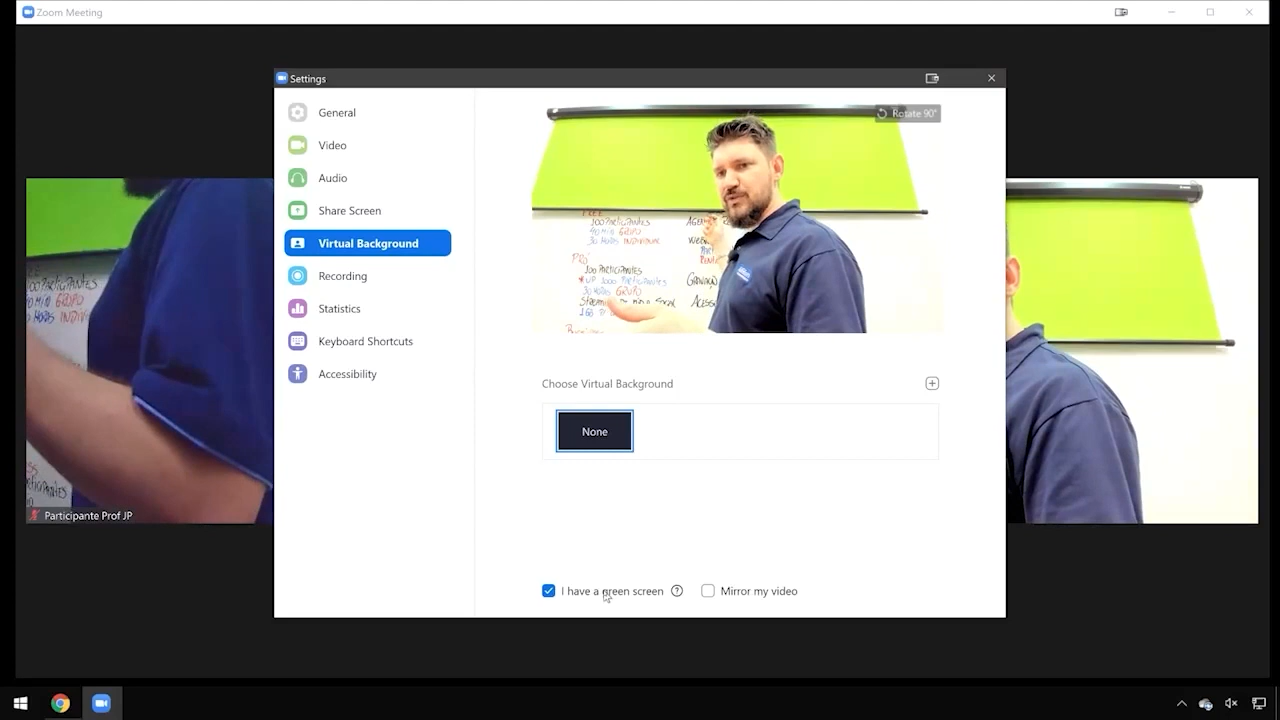 Zoom Meeting
Settings
General
Video
Audio
Share Screen
Virtual Background
Recording
Statistics
Keyboard Shortcuts
Accessibility
Rotate 90°
FREE
100 PARTICIPANTES
40 MIN GRUPO
30 HORAS INDIVIDUAL
PRO
100 PARTICIPANTES
UP 1000 PARTICIPANTES
30 HORAS GRUPO
Choose Virtual Background
None
I have a green screen
Mirror my video
Participante Prof JP